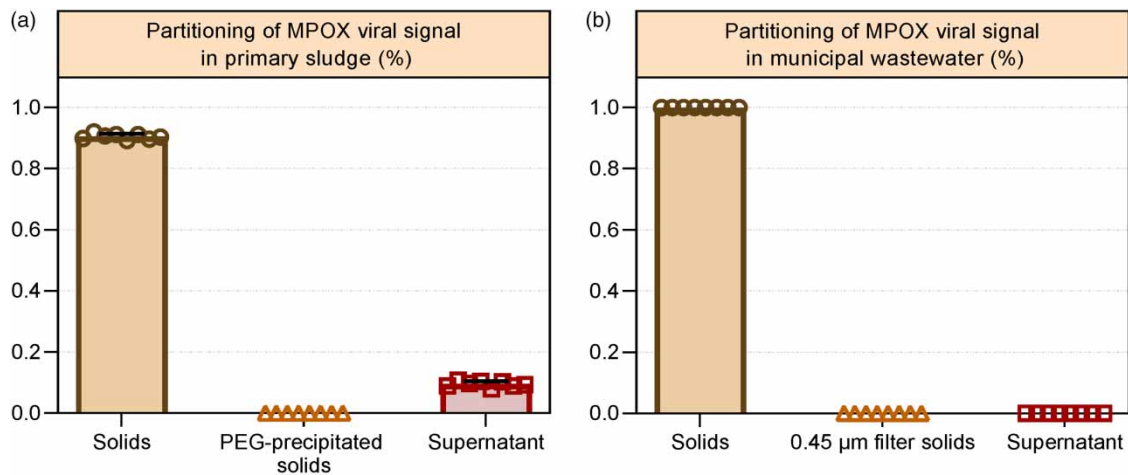 (a)
Partitioning of MPOX viral signal
in primary sludge (%)
1.0
0.8
0.6
0.4
0.2
0.0
Solids
PEG-precipitated
solids
Supernatant
(b)
Partitioning of MPOX viral signal
in municipal wastewater (%)
1.0
0.8
0.6
0.4
0.2
0.0
Solids
0.45 µm filter solids
Supernatant